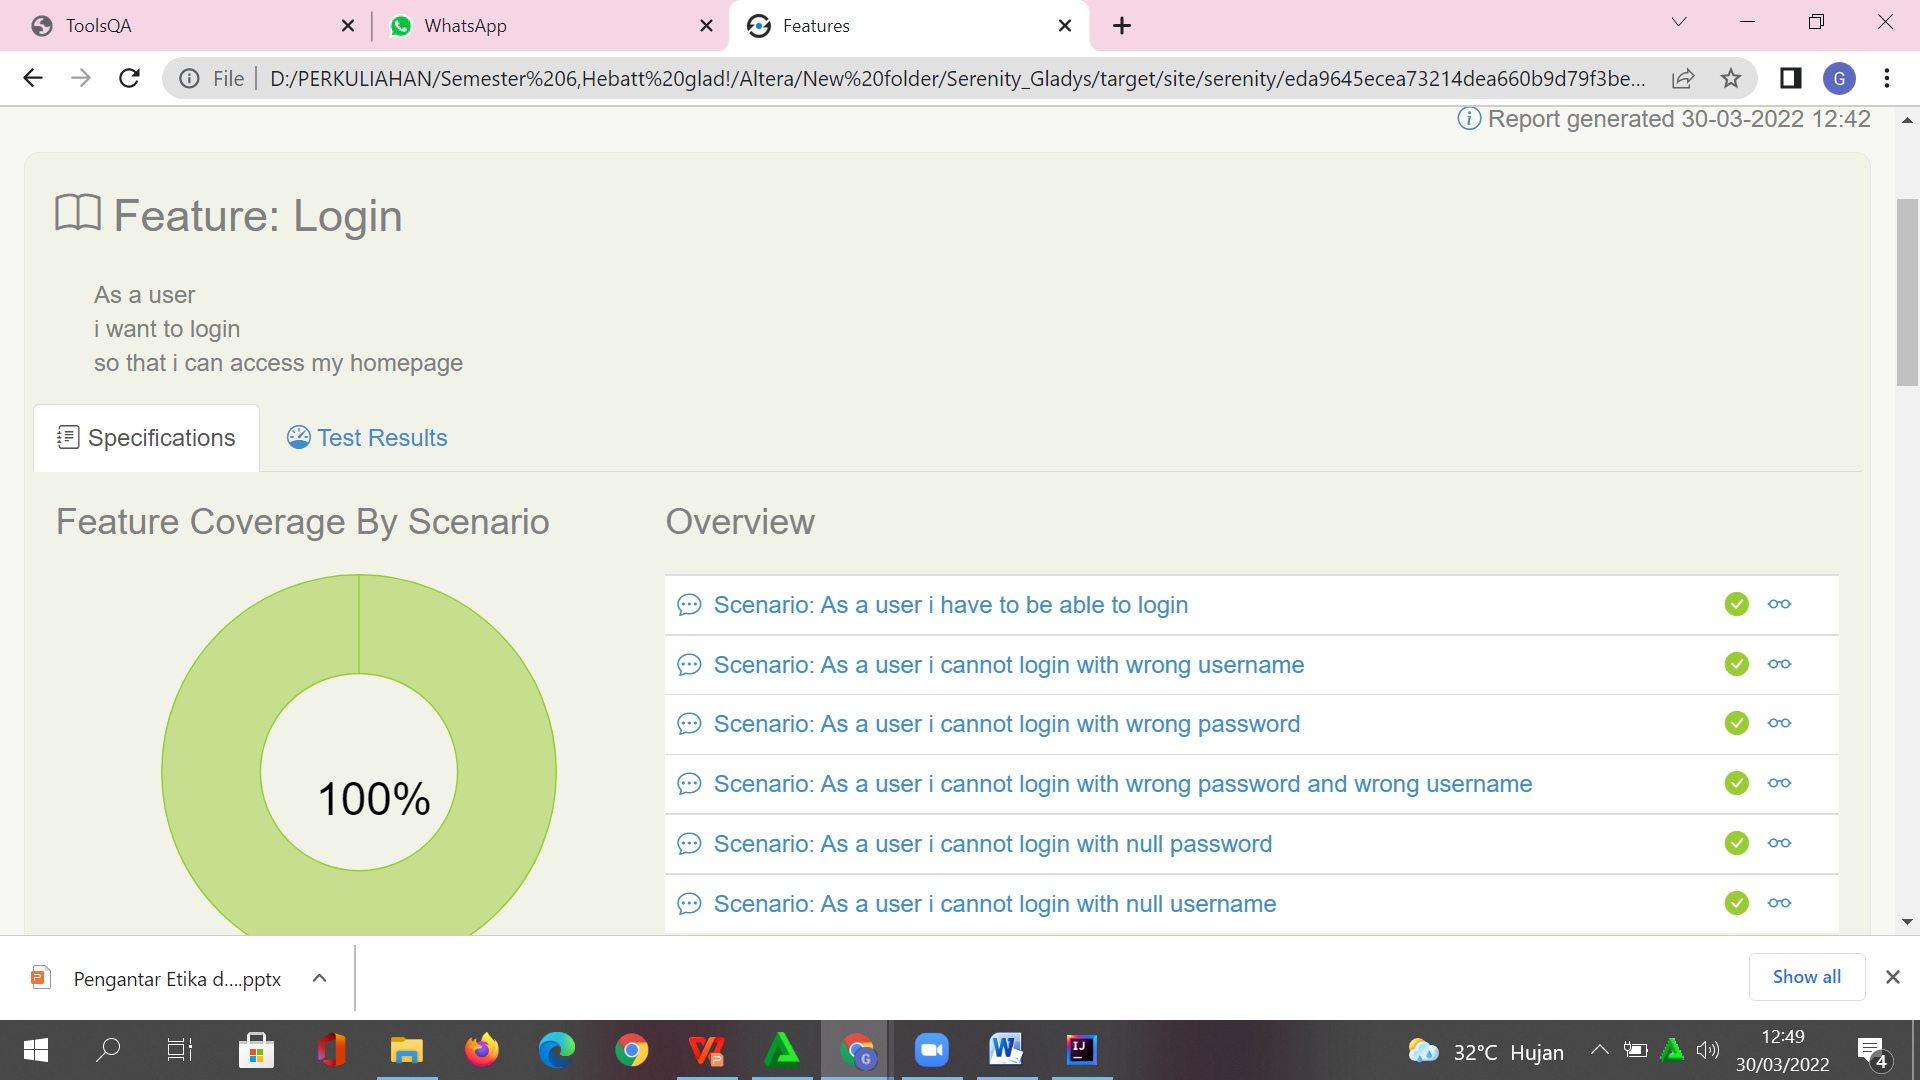 ToolsQA
WhatsApp
Features
File
D:/PERKULIAHAN/Semester%206,Hebatt%20glad!/Altera/New%20folder/Serenity_Gladys/target/site/serenity/eda9645ecea73214dea660b9d79f3be...
G
Report generated 30-03-2022 12:42
Feature: Login
As a user
i want to login
so that i can access my homepage
Specifications
Test Results
Feature Coverage By Scenario
100%
Overview
Scenario: As a user i have to be able to login
Scenario: As a user i cannot login with wrong username
Scenario: As a user i cannot login with wrong password
Scenario: As a user i cannot login with wrong password and wrong username
Scenario: As a user i cannot login with null password
Scenario: As a user i cannot login with null username
Pengantar Etika d....pptx
Show all
32°C Hujan
12:49
30/03/2022
4